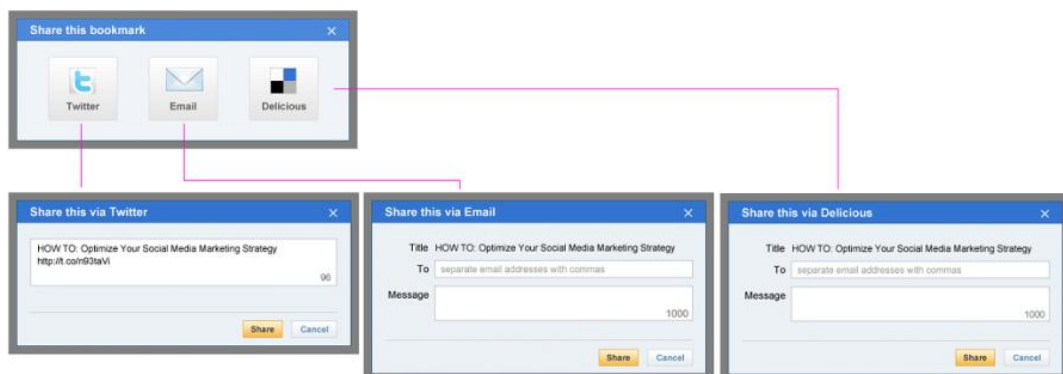 Share this bookmark
Twitter
Email
Delicious
Share this via Twitter
HOW TO: Optimize Your Social Media Marketing Strategy
http://t.co/n93taVi
96
Share Cancel
Share this via Email
Title HOW TO: Optimize Your Social Media Marketing Strategy
To separate email addresses with commas
Message
1000
Share Cancel
Share this via Delicious
Title HOW TO: Optimize Your Social Media Marketing Strategy
To separate email addresses with commas
Message
1000
Share Cancel